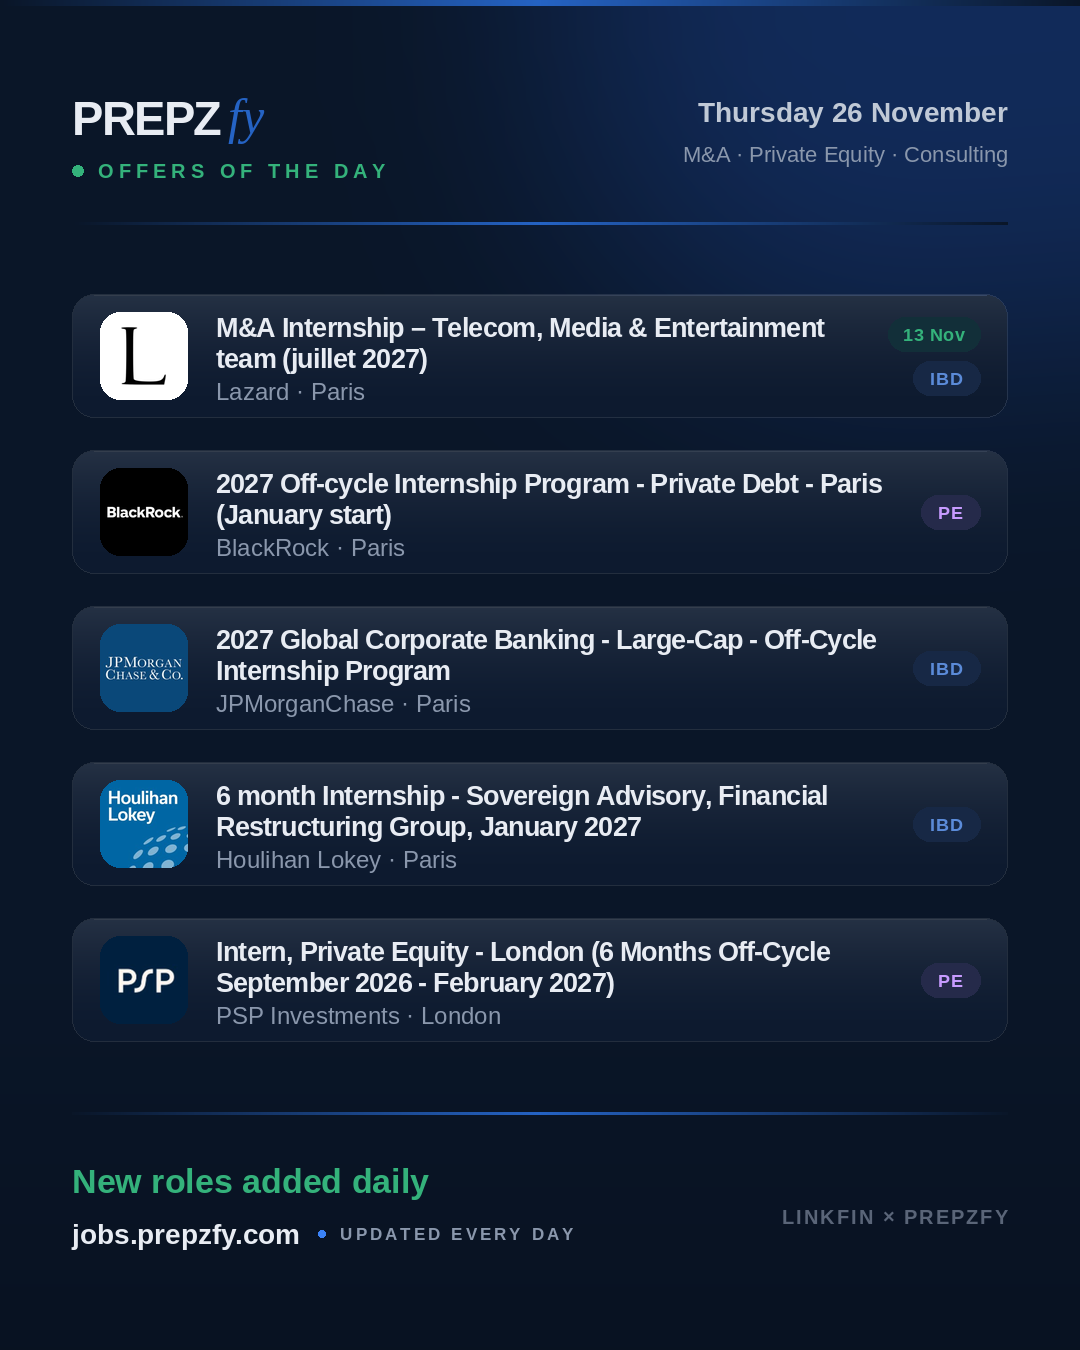 PREPZ fy
OFFERS OF THE DAY
Thursday 26 November
M&A · Private Equity · Consulting
L
M&A Internship – Telecom, Media & Entertainment
team (juillet 2027)
Lazard · Paris
13 Nov
IBD
BlackRock.
2027 Off-cycle Internship Program - Private Debt - Paris
(January start)
BlackRock · Paris
PE
JPMORGAN
CHASE & CO.
2027 Global Corporate Banking - Large-Cap - Off-Cycle
Internship Program
JPMorganChase · Paris
IBD
Houlihan
Lokey
6 month Internship - Sovereign Advisory, Financial
Restructuring Group, January 2027
Houlihan Lokey · Paris
IBD
PSP
Intern, Private Equity - London (6 Months Off-Cycle
September 2026 - February 2027)
PSP Investments · London
PE
New roles added daily
jobs.prepzfy.com • UPDATED EVERY DAY
LINKFIN × PREPZFY